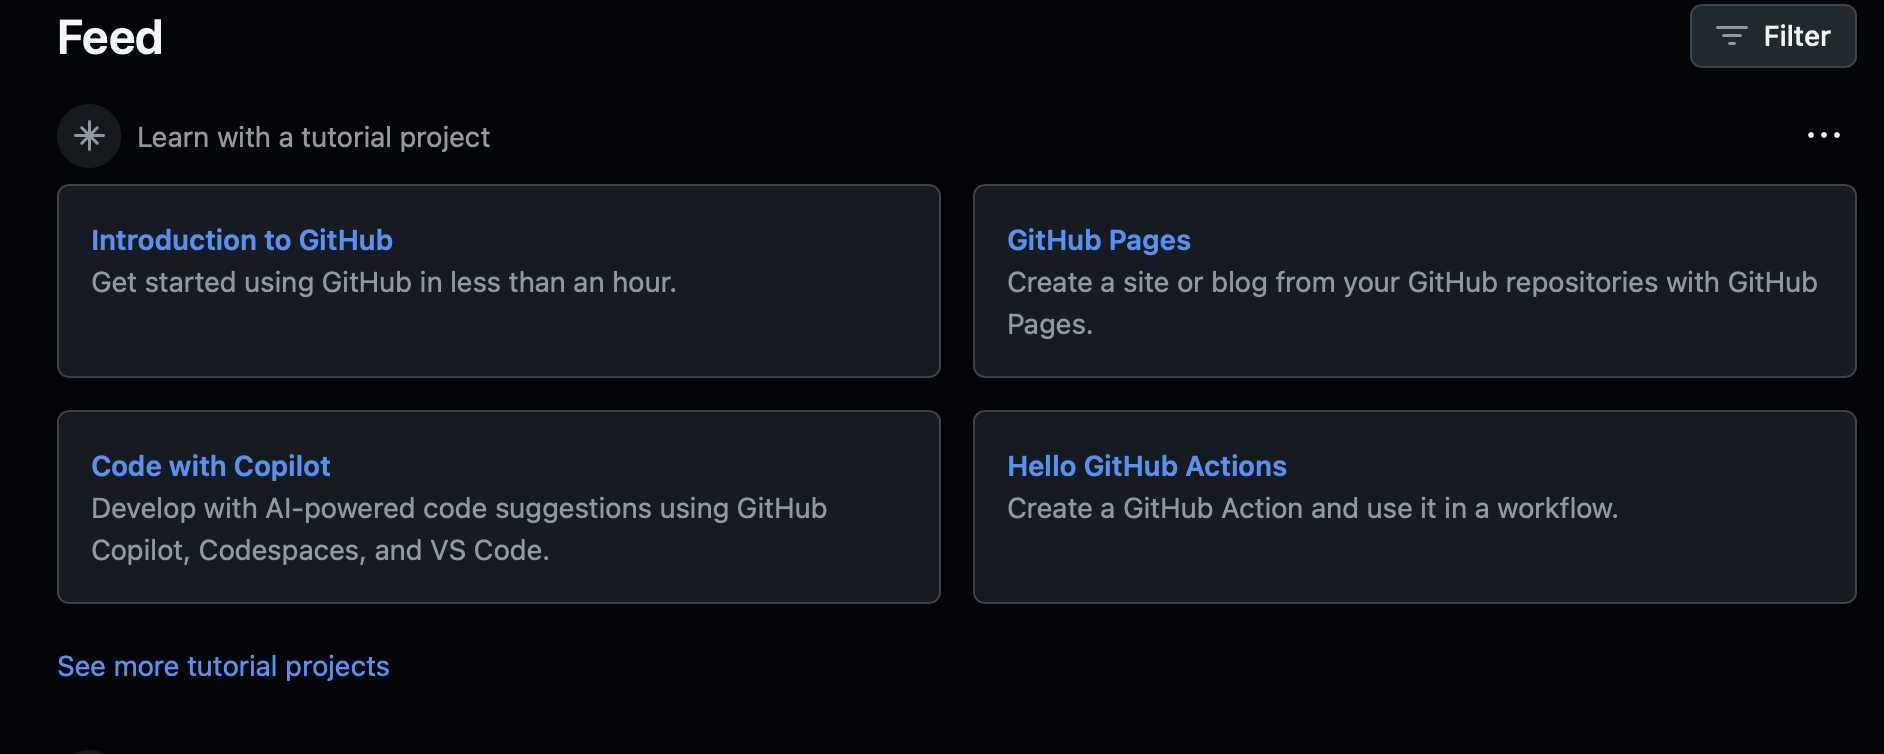 Feed
Filter
Learn with a tutorial project
Introduction to GitHub
Get started using GitHub in less than an hour.
GitHub Pages
Create a site or blog from your GitHub repositories with GitHub
Pages.
Code with Copilot
Develop with AI-powered code suggestions using GitHub
Copilot, Codespaces, and VS Code.
Hello GitHub Actions
Create a GitHub Action and use it in a workflow.
See more tutorial projects